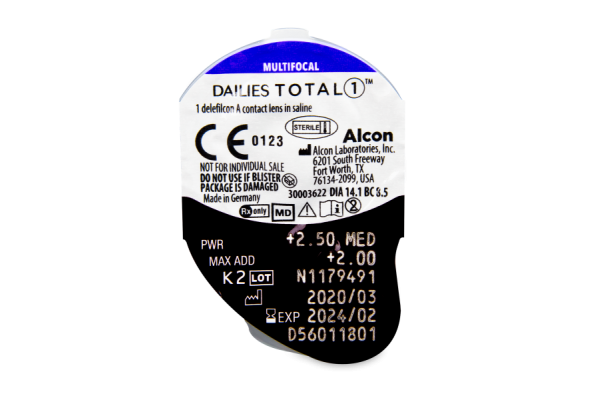 MULTIFOCAL
DAILIES TOTAL 1™
1 delefilcon A contact lens in saline
CE 0123
STERILE
Alcon
Alcon Laboratories, Inc.
6201 South Freeway
Fort Worth, TX
76134-2099, USA
NOT FOR INDIVIDUAL SALE
DO NOT USE IF BLISTER
PACKAGE IS DAMAGED
Made in Germany
30003622 DIA 14.1 BC 8.5
Rx only MD
PWR +2.50 MED
MAX ADD +2.00
K2 LOT N1179491
2020/03
EXP 2024/02
D56011801